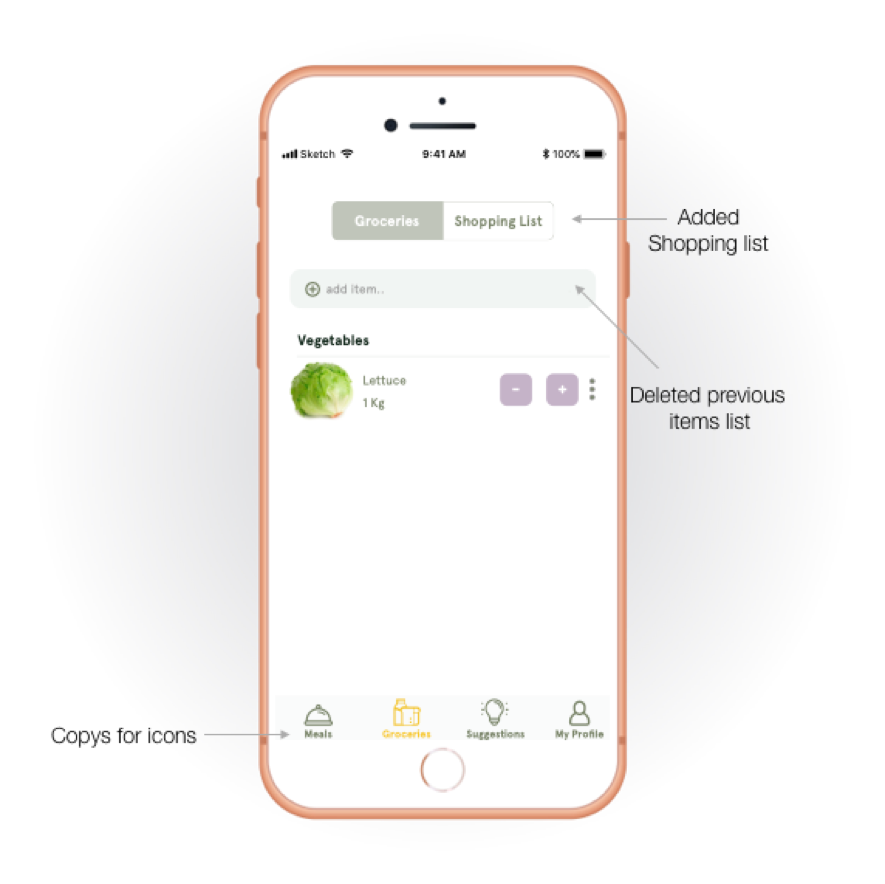 Sketch
9:41 AM
100%
Groceries
Shopping List
Added
Shopping list
add item..
Vegetables
Lettuce
1 Kg
-
+
Deleted previous
items list
Copys for icons
Meals
Groceries
Suggestions
My Profile